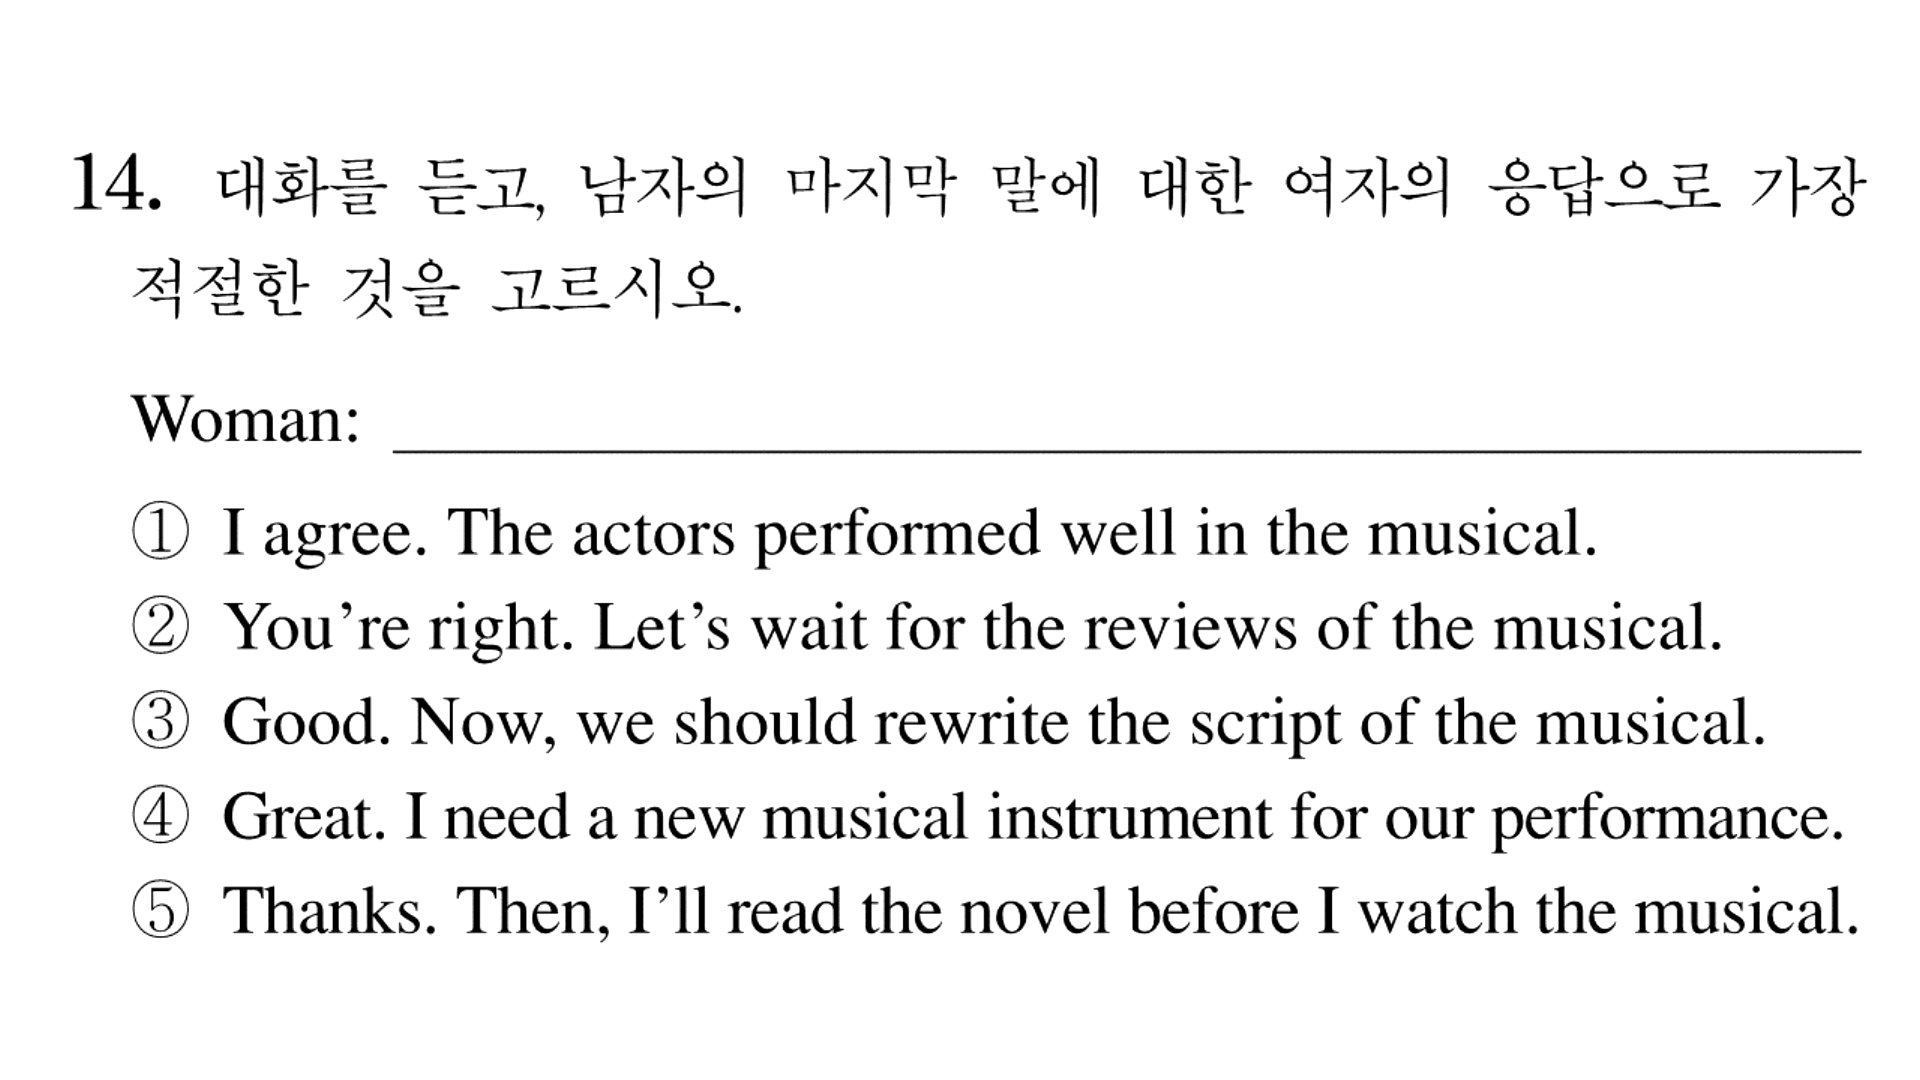 14. 대화를 듣고, 남자의 마지막 말에 대한 여자의 응답으로 가장
적절한 것을 고르시오.
Woman:
① I agree. The actors performed well in the musical.
② You’re right. Let’s wait for the reviews of the musical.
③ Good. Now, we should rewrite the script of the musical.
④ Great. I need a new musical instrument for our performance.
⑤ Thanks. Then, I’ll read the novel before I watch the musical.